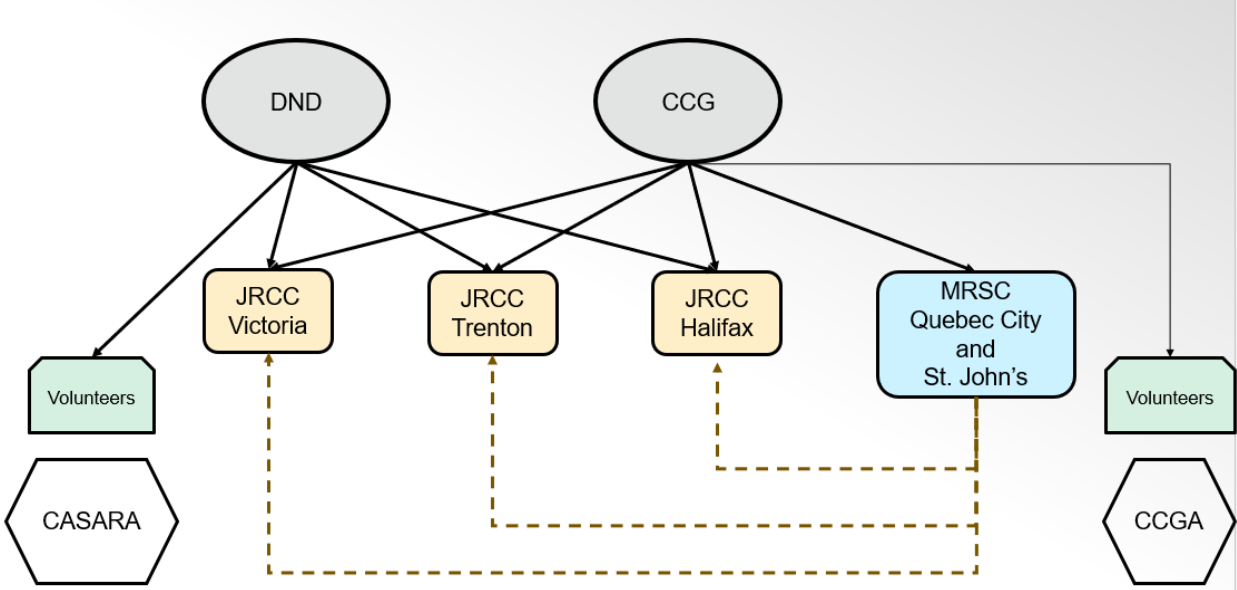 DND
CCG
JRCC
Victoria
JRCC
Trenton
JRCC
Halifax
MRSC
Quebec City
and
St. John’s
Volunteers
Volunteers
CASARA
CCGA